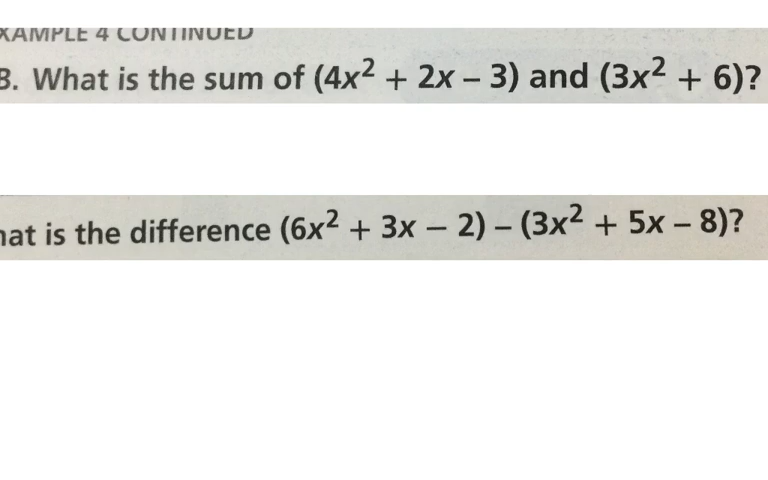 XAMPLE 4 CONTINUED
B. What is the sum of (4x² + 2x – 3) and (3x² + 6)?
hat is the difference (6x² + 3x – 2) – (3x² + 5x – 8)?